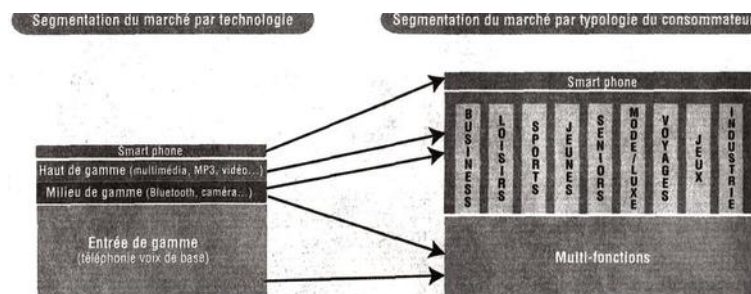 Segmentation du marché par technologie
Segmentation du marché par typologie du consommateu
Smart phone
Haut de gamme (multimédia, MP3, vidéo...)
Milieu de gamme (Bluetooth, caméra...)
Entrée de gamme
(téléphonie voix de base)
Smart phone
BUSINESS
LOISIRS
SPORTS
JEUNES
SENIORS
MODE/LUXE
VOYAGES
JEUX
INDUSTRIE
Multi-fonctions